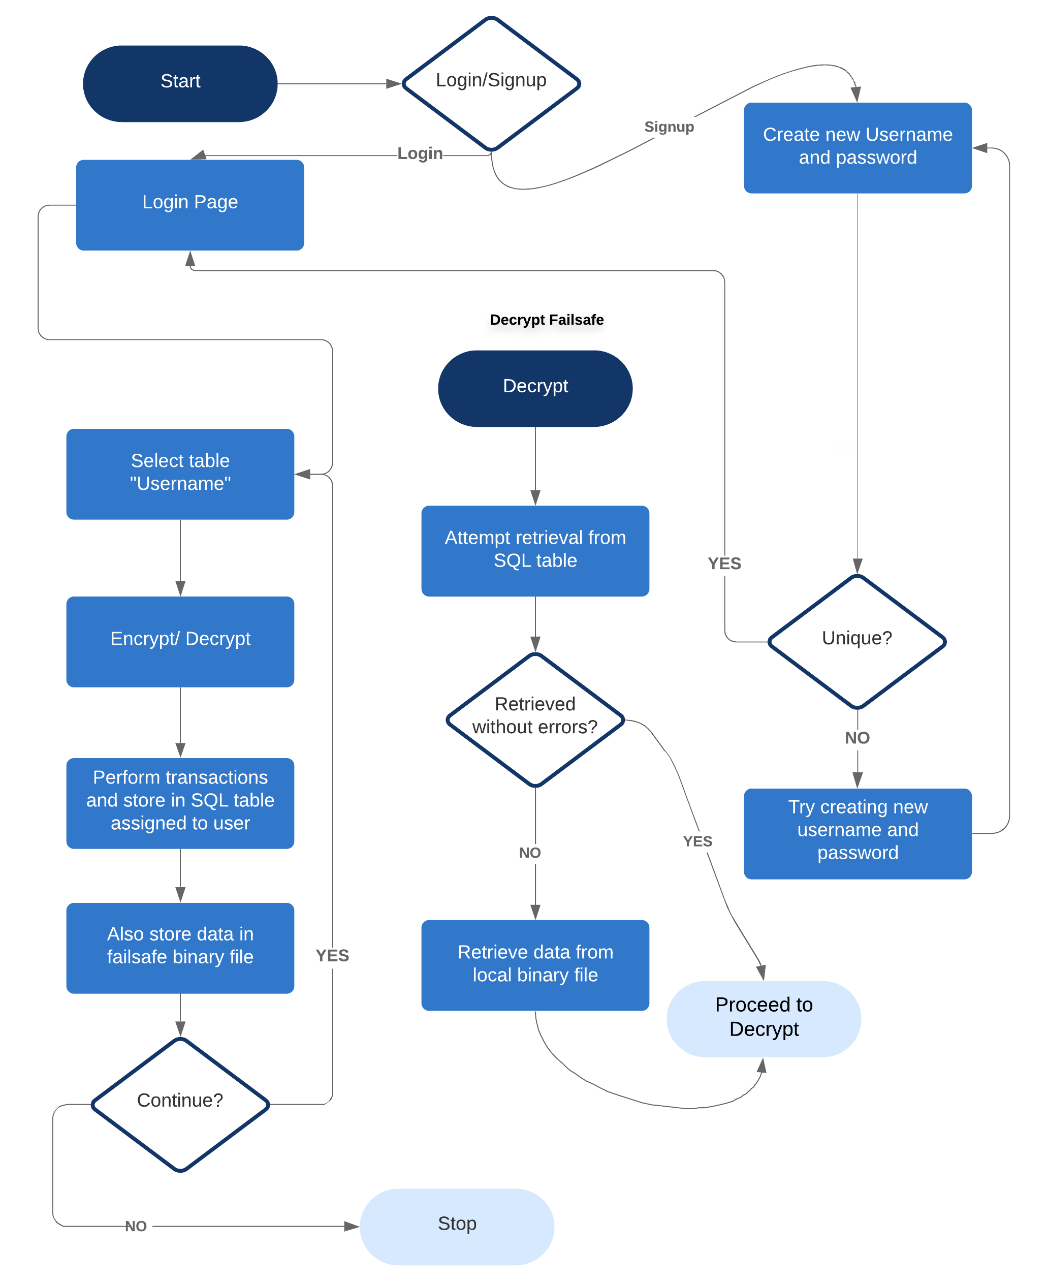 Start
Login/Signup
Signup
Create new Username
and password
Login
Login Page
Decrypt Failsafe
Decrypt
Select table
"Username"
Attempt retrieval from
SQL table
YES
Unique?
Encrypt/ Decrypt
Retrieved
without errors?
NO
Perform transactions
and store in SQL table
assigned to user
Try creating new
username and
password
YES
NO
Also store data in
failsafe binary file
YES
Retrieve data from
local binary file
Proceed to
Decrypt
Continue?
NO
Stop